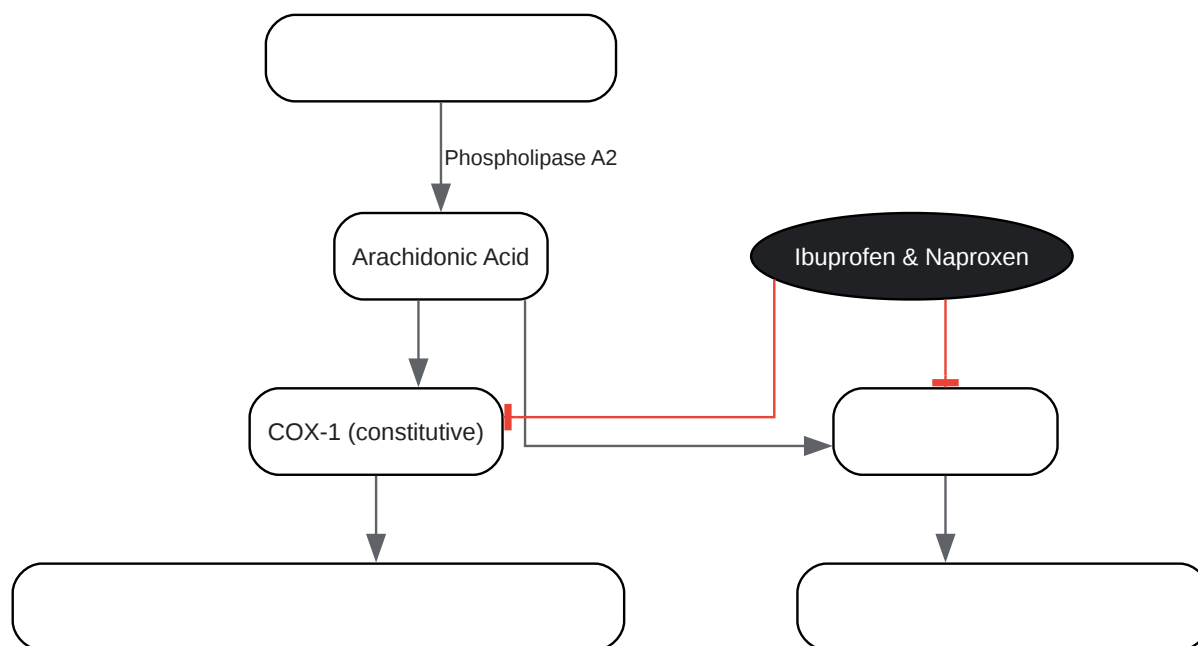 Phospholipase A2
Arachidonic Acid
Ibuprofen & Naproxen
COX-1 (constitutive)